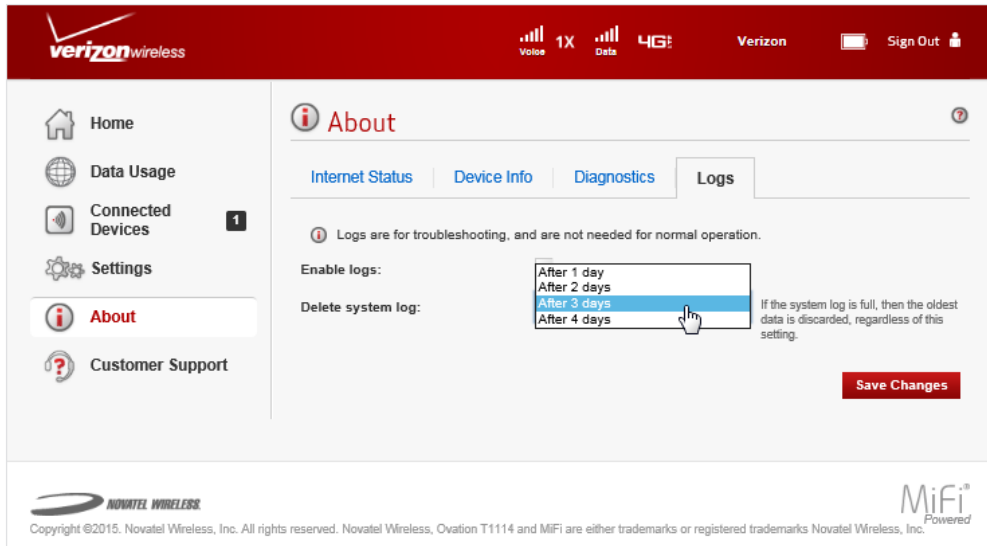 verizonwireless
Voice
1X
Data
4G
Verizon
Sign Out
Home
Data Usage
Connected
Devices
1
Settings
About
Customer Support
About
Internet Status
Device Info
Diagnostics
Logs
Logs are for troubleshooting, and are not needed for normal operation.
Enable logs:
Delete system log:
After 1 day
After 2 days
After 3 days
After 4 days
If the system log is full, then the oldest
data is discarded, regardless of this
setting.
Save Changes
NOVATEL WIRELESS.
MiFi®
Powered
Copyright ©2015. Novatel Wireless, Inc. All rights reserved. Novatel Wireless, Ovation T1114 and MiFi are either trademarks or registered trademarks Novatel Wireless, Inc.